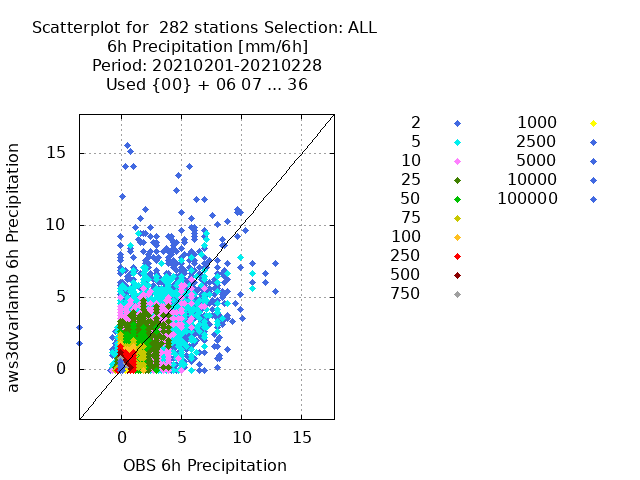 Scatterplot for  282 stations Selection: ALL
6h Precipitation [mm/6h]
Period: 20210201-20210228
Used {00} + 06 07 ... 36
aws3dvarlamb 6h Precipitation
15
10
5
0
0 5 10 15
OBS 6h Precipitation
2 1000
5 2500
10 5000
25 10000
50 100000
75
100
250
500
750